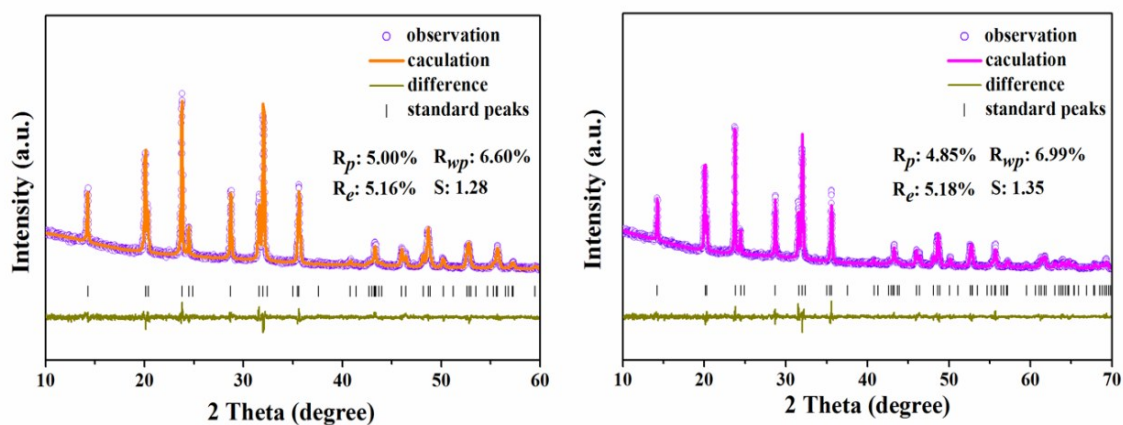 observation
caculation
difference
standard peaks
Rp: 5.00% Rwp: 6.60%
Re: 5.16% S: 1.28
Intensity (a.u.)
10 20 30 40 50 60
2 Theta (degree)
observation
caculation
difference
standard peaks
Rp: 4.85% Rwp: 6.99%
Re: 5.18% S: 1.35
Intensity (a.u.)
10 20 30 40 50 60 70
2 Theta (degree)